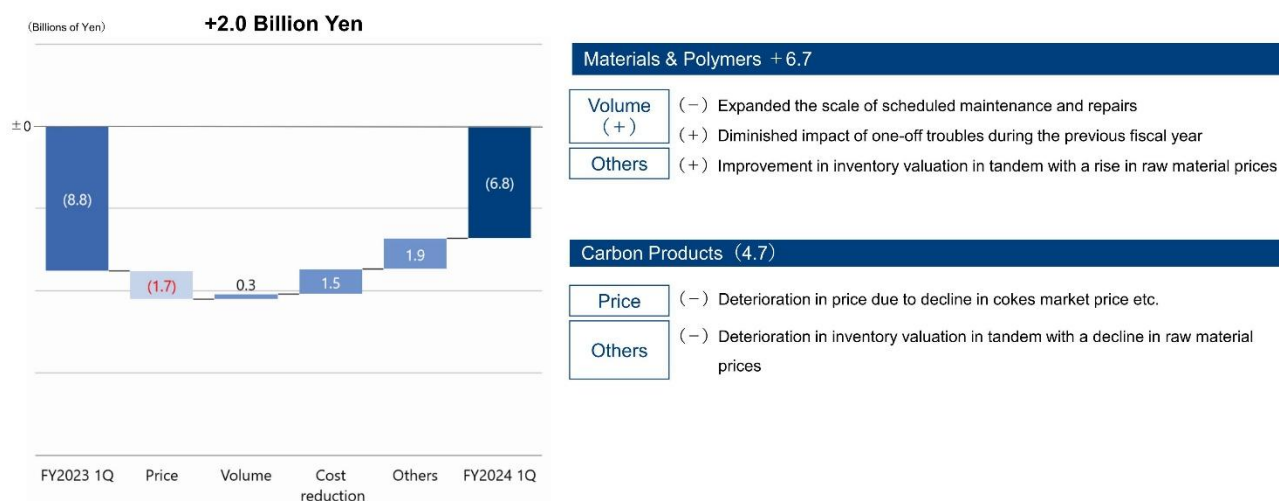 （Billions of Yen）
+2.0 Billion Yen
±0
(8.8)
(1.7)
0.3
1.5
1.9
(6.8)
FY2023 1Q
Price
Volume
Cost
reduction
Others
FY2024 1Q
Materials & Polymers ＋6.7
Volume
（+）
（−） Expanded the scale of scheduled maintenance and repairs
（+） Diminished impact of one-off troubles during the previous fiscal year
Others
（+） Improvement in inventory valuation in tandem with a rise in raw material prices
Carbon Products（4.7）
Price
（−） Deterioration in price due to decline in cokes market price etc.
Others
（−） Deterioration in inventory valuation in tandem with a decline in raw material
prices